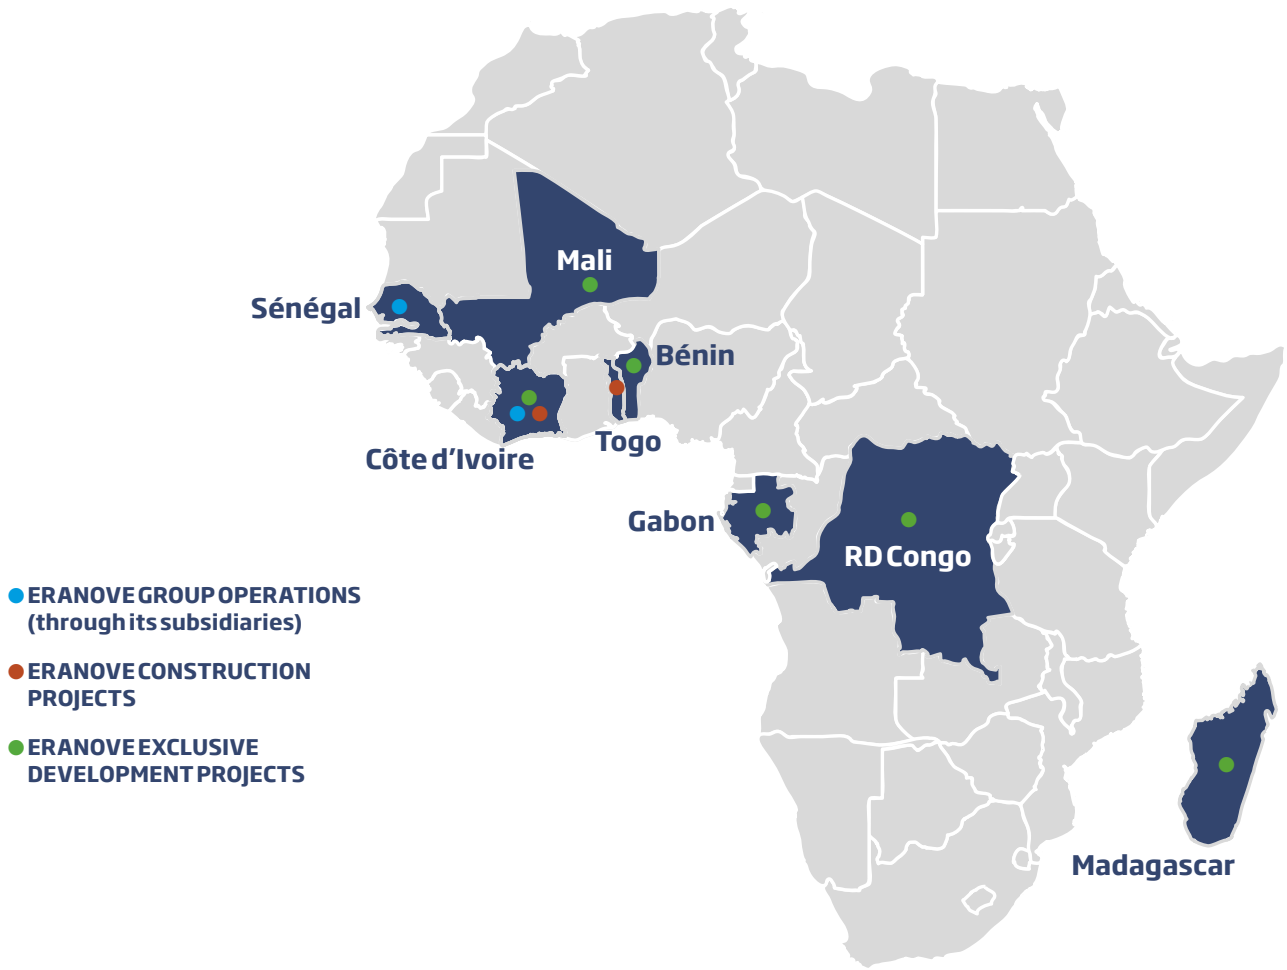 Mali
Sénégal
Bénin
Togo
Côte d'Ivoire
Gabon
RD Congo
ERANOVE GROUP OPERATIONS
(through its subsidiaries)
ERANOVE CONSTRUCTION
PROJECTS
ERANOVE EXCLUSIVE
DEVELOPMENT PROJECTS
Madagascar